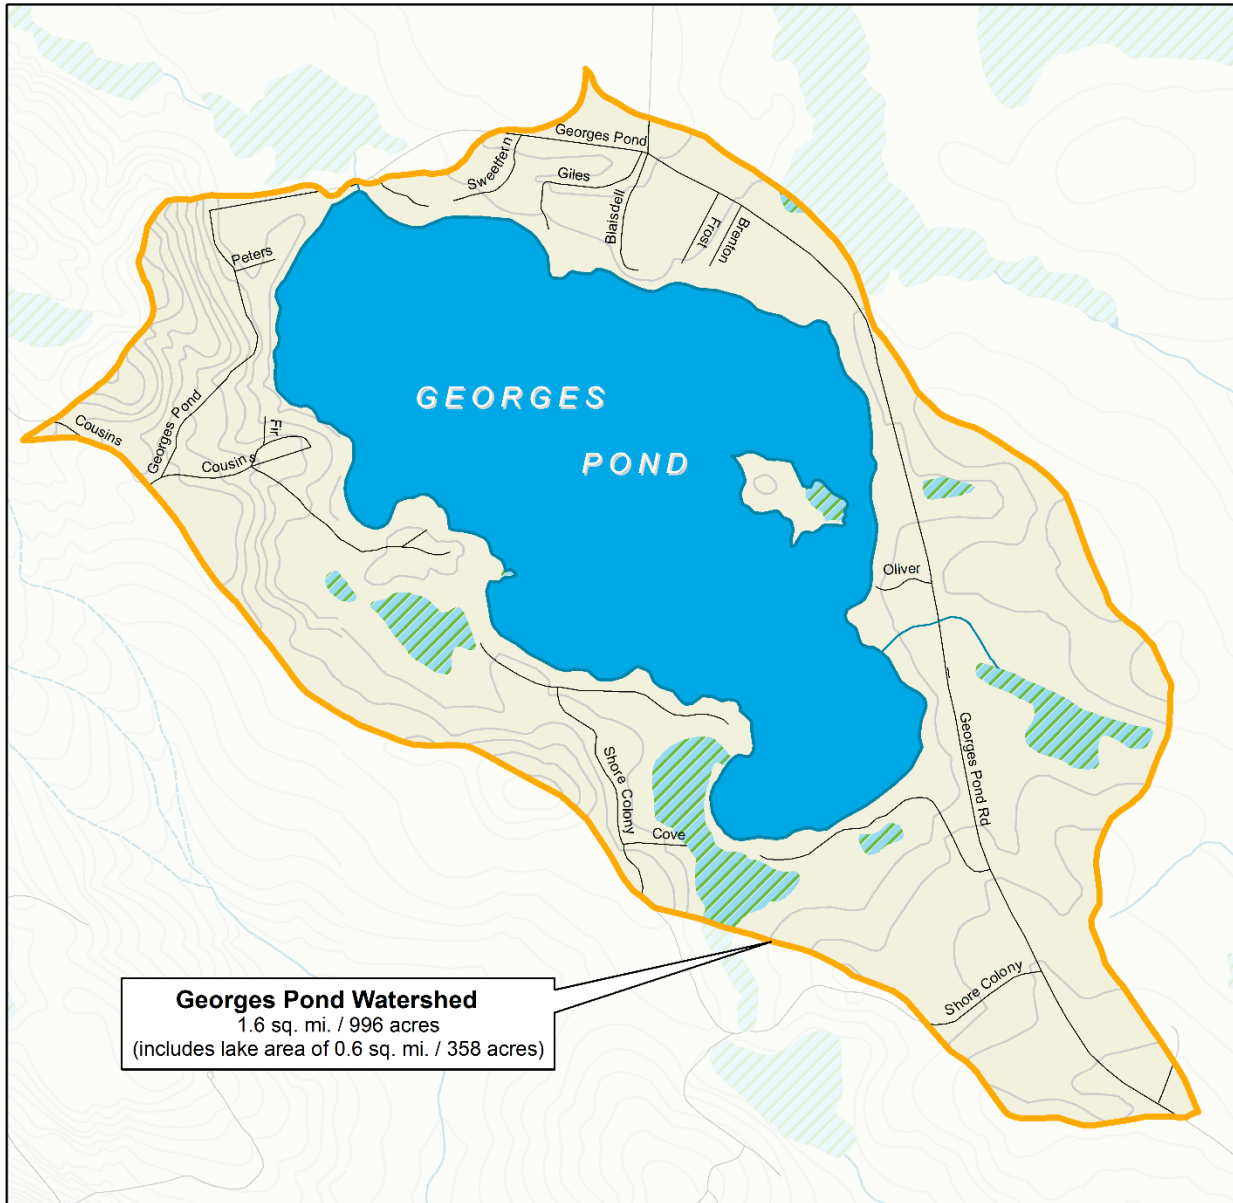 Georges Pond
Sweetfern
Giles
Blaisdell
Frost
Brenton
Peters
GEORGES
POND
Georges Pond
Cousins
Fir
Cousins
Oliver
Georges Pond Rd
Shore Colony
Cove
Shore Colony
Georges Pond Watershed
1.6 sq. mi. / 996 acres
(includes lake area of 0.6 sq. mi. / 358 acres)